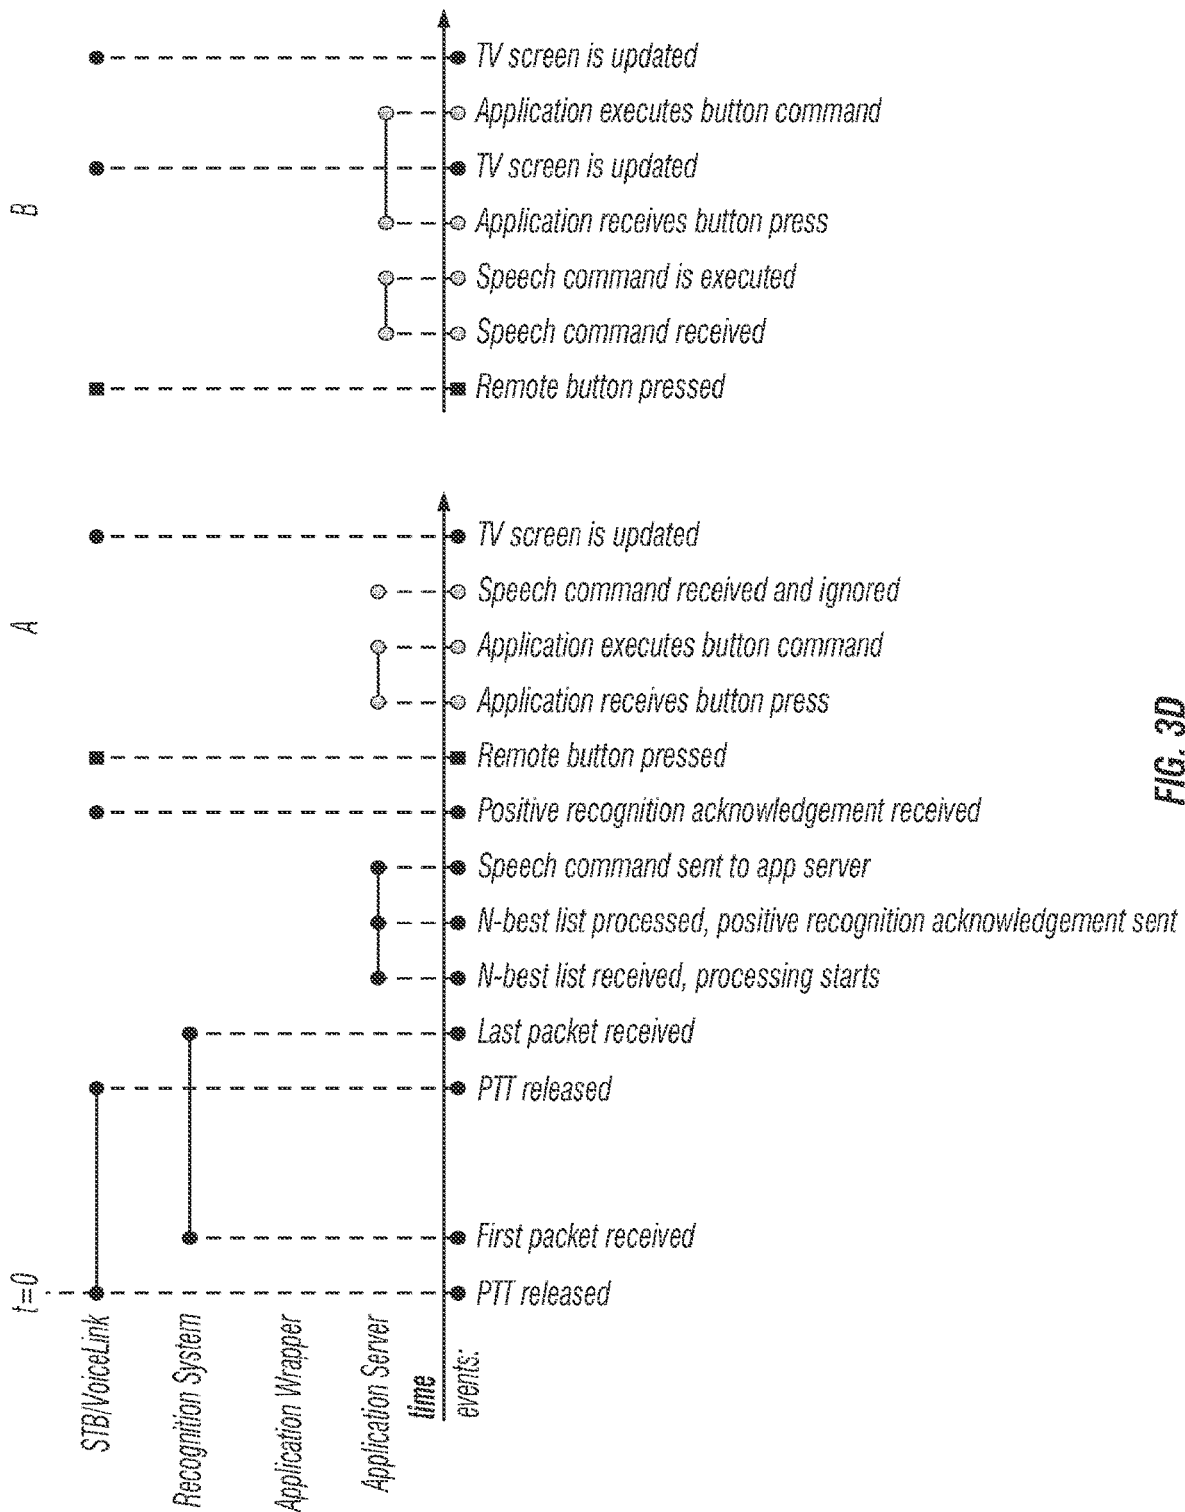 B
TV screen is updated
Application executes button command
TV screen is updated
Application receives button press
Speech command is executed
Speech command received
Remote button pressed
A
TV screen is updated
Speech command received and ignored
Application executes button command
Application receives button press
Remote button pressed
Positive recognition acknowledgement received
Speech command sent to app server
N-best list processed, positive recognition acknowledgement sent
N-best list received, processing starts
Last packet received
PTT released
First packet received
PTT released
t=0
STB/VoiceLink
Recognition System
Application Wrapper
Application Server
time
events:
FIG. 3D